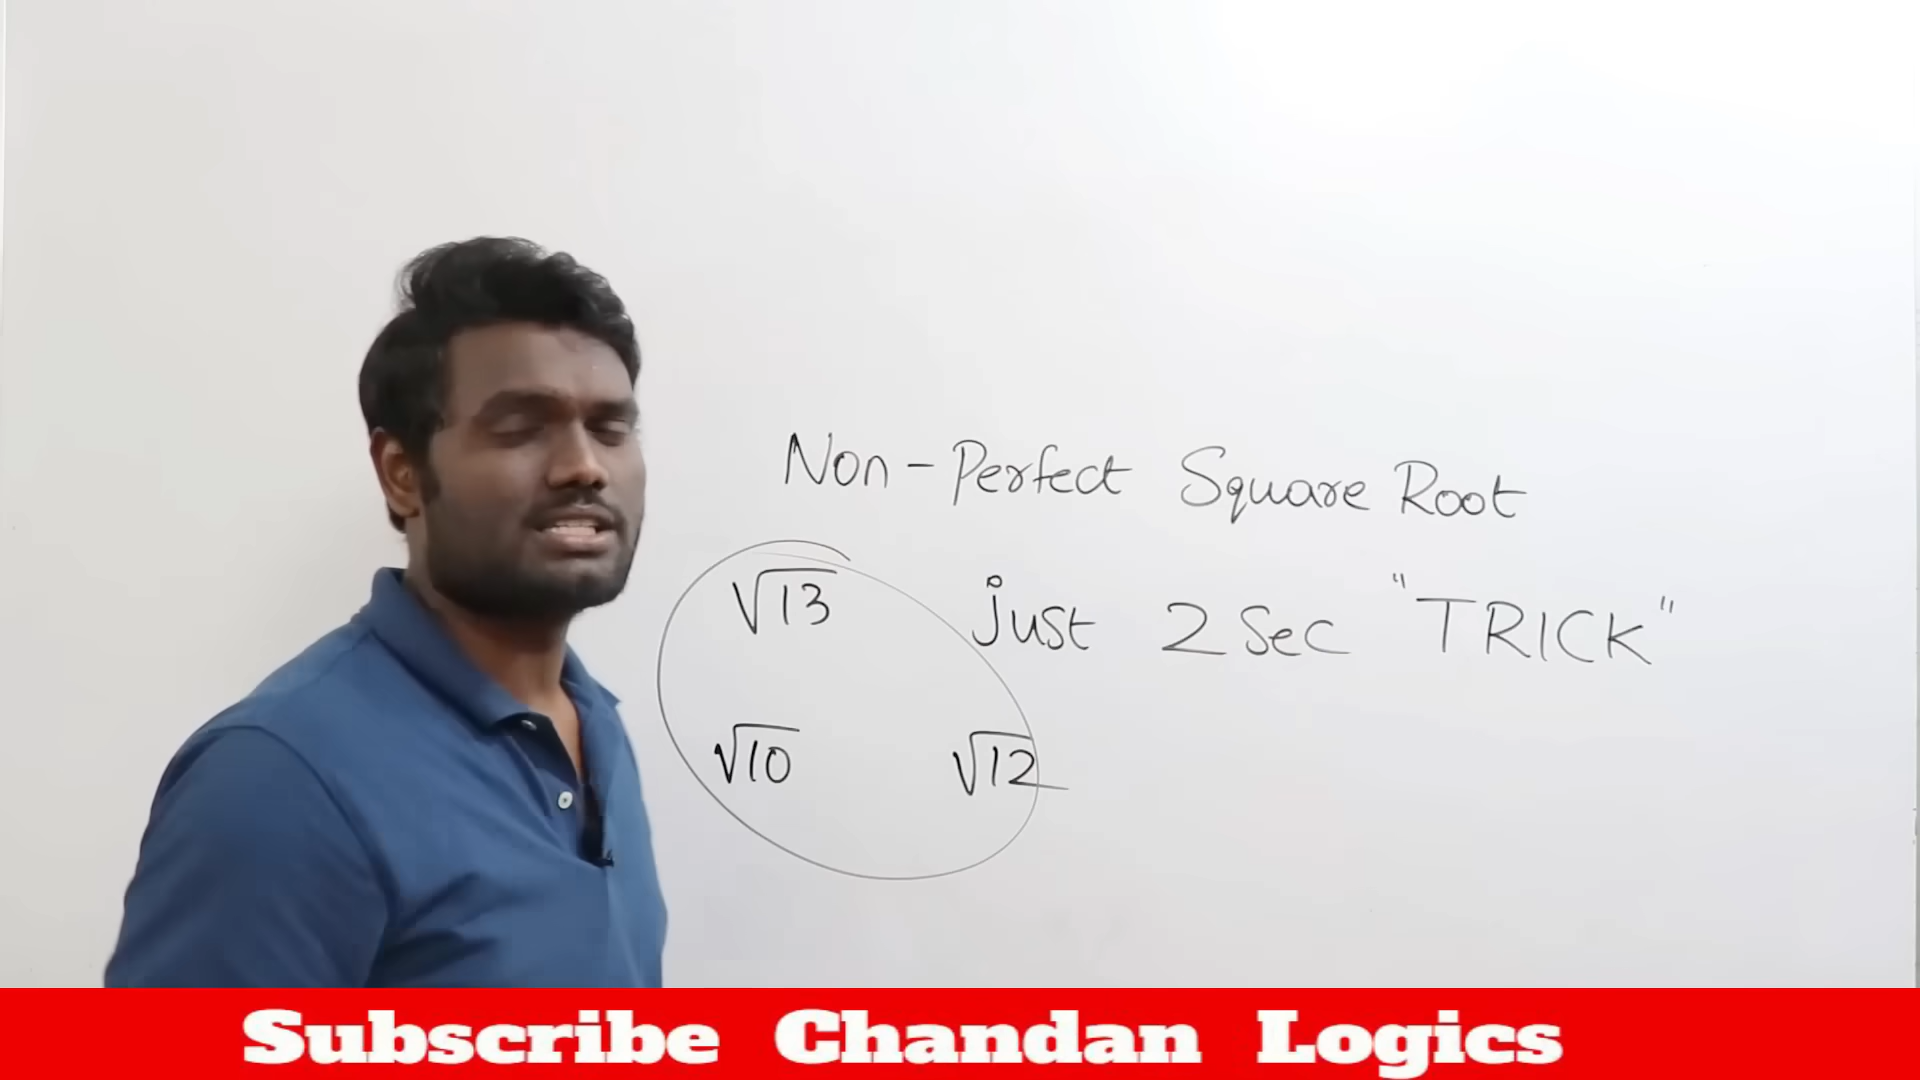 Non-Perfect Square Root
√13 just 2 Sec "TRICK"
√10 √12
Subscribe Chandan Logics